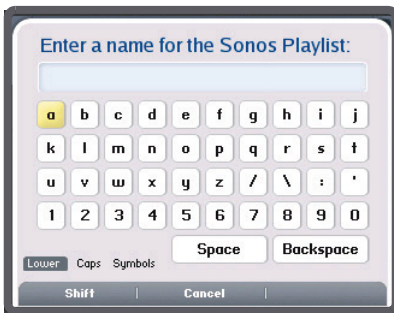 Enter a name for the Sonos Playlist:
a b c d e f g h i j
k l m n o p q r s t
u v w x y z / \ : '
1 2 3 4 5 6 7 8 9 0
Space Backspace
Lower Caps Symbols
Shift | Cancel |